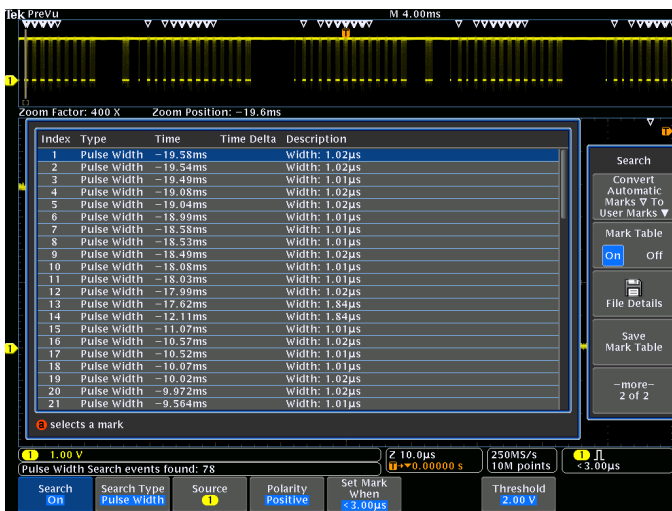 Tek PreVu M 4.00ms
1
Zoom Factor: 400 X Zoom Position: −19.6ms
Index Type Time Time Delta Description
1 Pulse Width −19.58ms Width: 1.02µs
2 Pulse Width −19.54ms Width: 1.02µs
3 Pulse Width −19.49ms Width: 1.01µs
4 Pulse Width −19.08ms Width: 1.02µs
5 Pulse Width −19.04ms Width: 1.02µs
6 Pulse Width −18.99ms Width: 1.01µs
7 Pulse Width −18.58ms Width: 1.01µs
8 Pulse Width −18.53ms Width: 1.01µs
9 Pulse Width −18.49ms Width: 1.02µs
10 Pulse Width −18.08ms Width: 1.01µs
11 Pulse Width −18.03ms Width: 1.01µs
12 Pulse Width −17.99ms Width: 1.02µs
13 Pulse Width −17.62ms Width: 1.84µs
14 Pulse Width −12.11ms Width: 1.84µs
15 Pulse Width −11.07ms Width: 1.01µs
16 Pulse Width −10.57ms Width: 1.02µs
17 Pulse Width −10.52ms Width: 1.01µs
18 Pulse Width −10.07ms Width: 1.01µs
19 Pulse Width −10.02ms Width: 1.02µs
20 Pulse Width −9.972ms Width: 1.02µs
21 Pulse Width −9.564ms Width: 1.01µs
a selects a mark
Search
Convert
Automatic
Marks ▽ To
User Marks ▼
Mark Table
On Off
File Details
Save
Mark Table
−more−
2 of 2
1
1 1.00 V
Pulse Width Search events found: 78
Z 10.0µs
T→▼0.00000 s
250MS/s
10M points
1
<3.00µs
Search
On
Search Type
Pulse Width
Source
1
Polarity
Positive
Set Mark
When
<3.00µs
Threshold
2.00 V